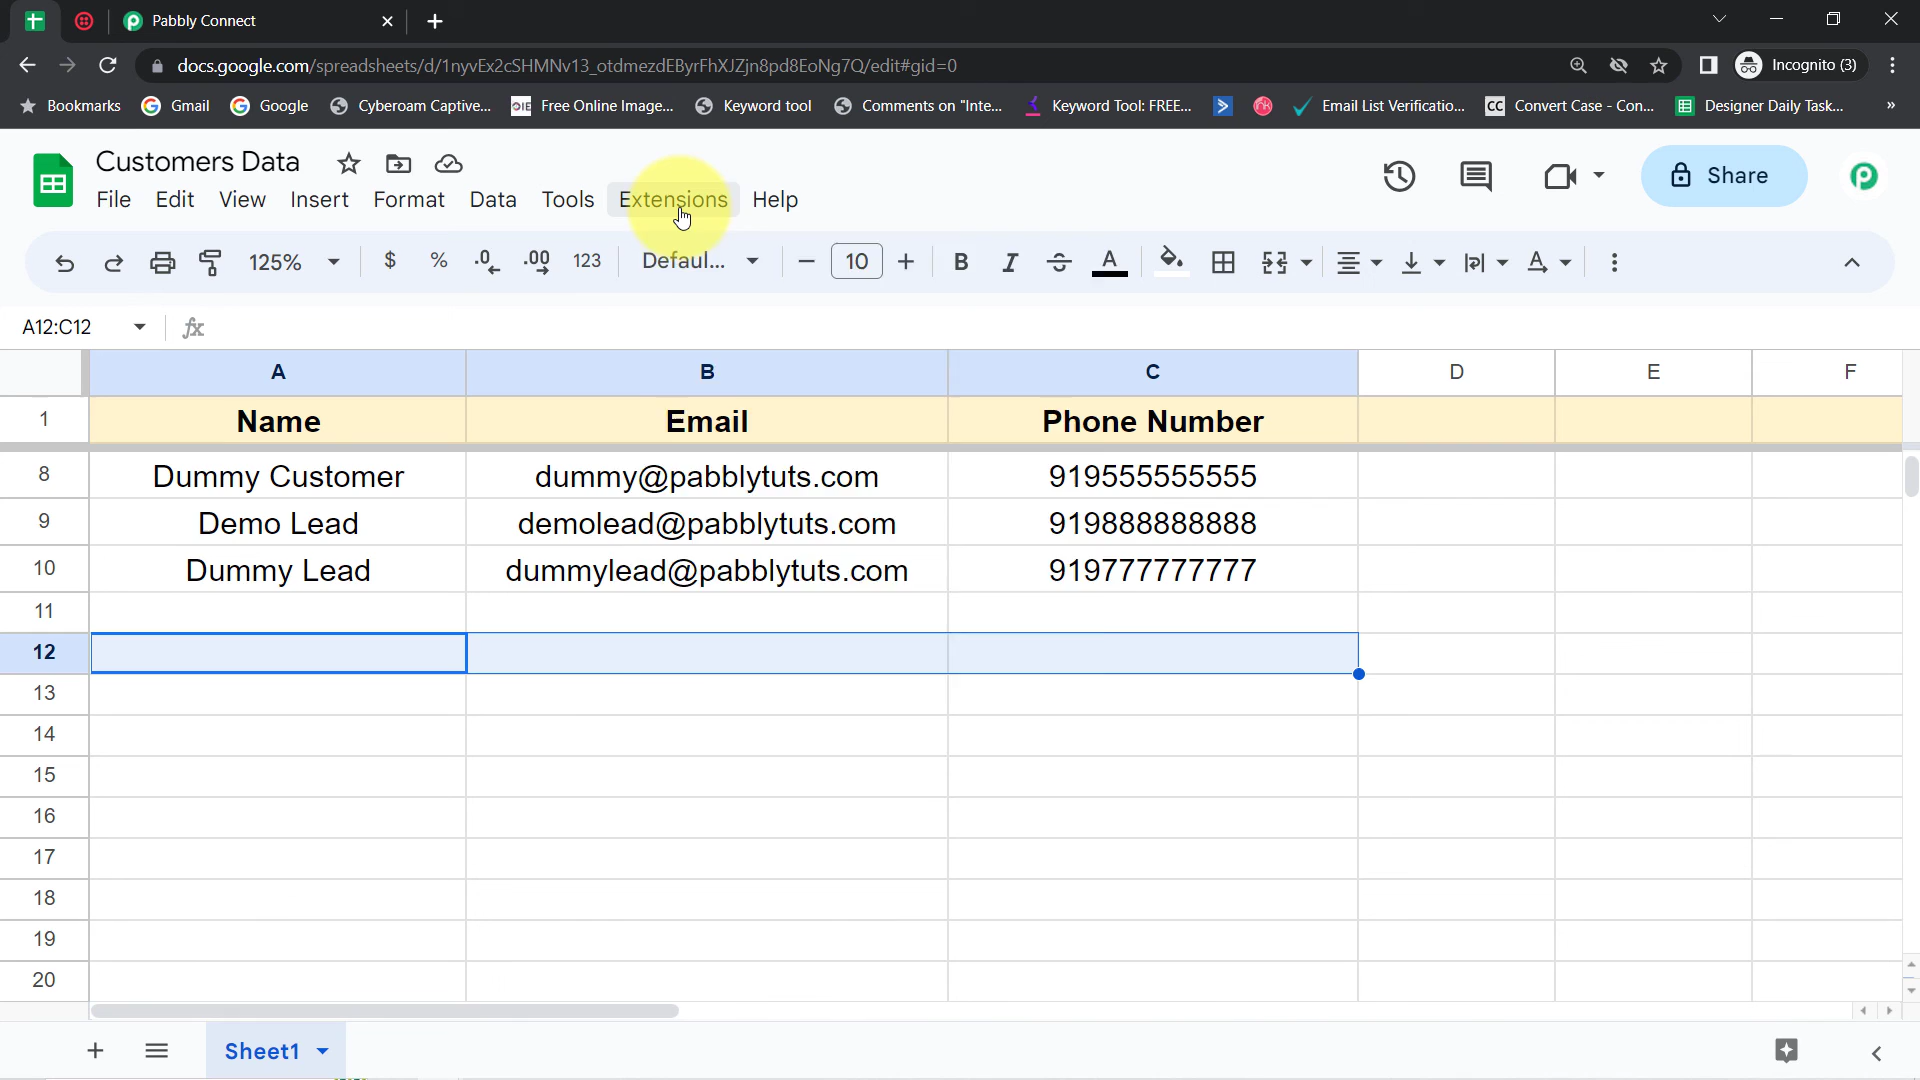 Pabbly Connect
docs.google.com/spreadsheets/d/1nyvEx2cSHMNv13_otdmezdEByrFhXJZjn8pd8EoNg7Q/edit#gid=0
Incognito (3)
Bookmarks Gmail Google Cyberoam Captive... OIE Free Online Image... Keyword tool Comments on "Inte... Keyword Tool: FREE... Email List Verificatio... CC Convert Case - Con... Designer Daily Task... »
Customers Data
File Edit View Insert Format Data Tools Extensions Help
Share
125% $ % .0 .00 123 Defaul... 10 B I A
A12:C12 fx
A B C D E F
1 Name Email Phone Number
8 Dummy Customer dummy@pabblytuts.com 919555555555
9 Demo Lead demolead@pabblytuts.com 919888888888
10 Dummy Lead dummylead@pabblytuts.com 919777777777
11
12
13
14
15
16
17
18
19
20
Sheet1